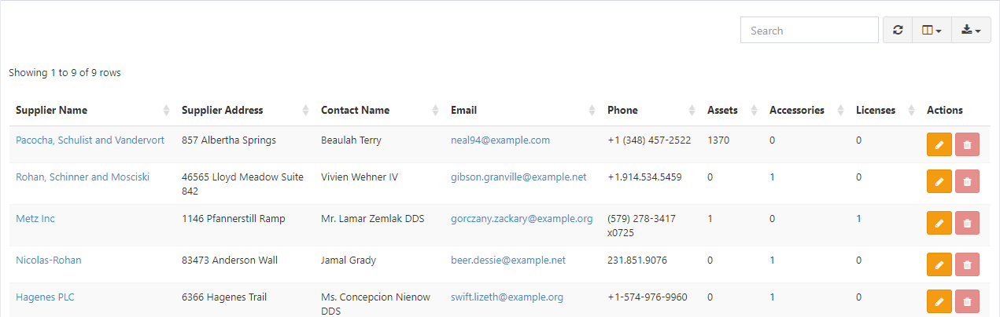 Search
Showing 1 to 9 of 9 rows
Supplier Name Supplier Address Contact Name Email Phone Assets Accessories Licenses Actions
Pacocha, Schulist and Vandervort 857 Albertha Springs Beaulah Terry neal94@example.com +1 (348) 457-2522 1370 0 0
Rohan, Schinner and Mosciski 46565 Lloyd Meadow Suite Vivien Wehner IV gibson.granville@example.net +1.914.534.5459 0 1 0
842
Metz Inc 1146 Pfannerstill Ramp Mr. Lamar Zemlak DDS gorczany.zackary@example.org (579) 278-3417 1 0 1
x0725
Nicolas-Rohan 83473 Anderson Wall Jamal Grady beer.dessie@example.net 231.851.9076 0 1 0
Hagenes PLC 6366 Hagenes Trail Ms. Concepcion Nienow swift.lizeth@example.org +1-574-976-9960 0 1 0
DDS